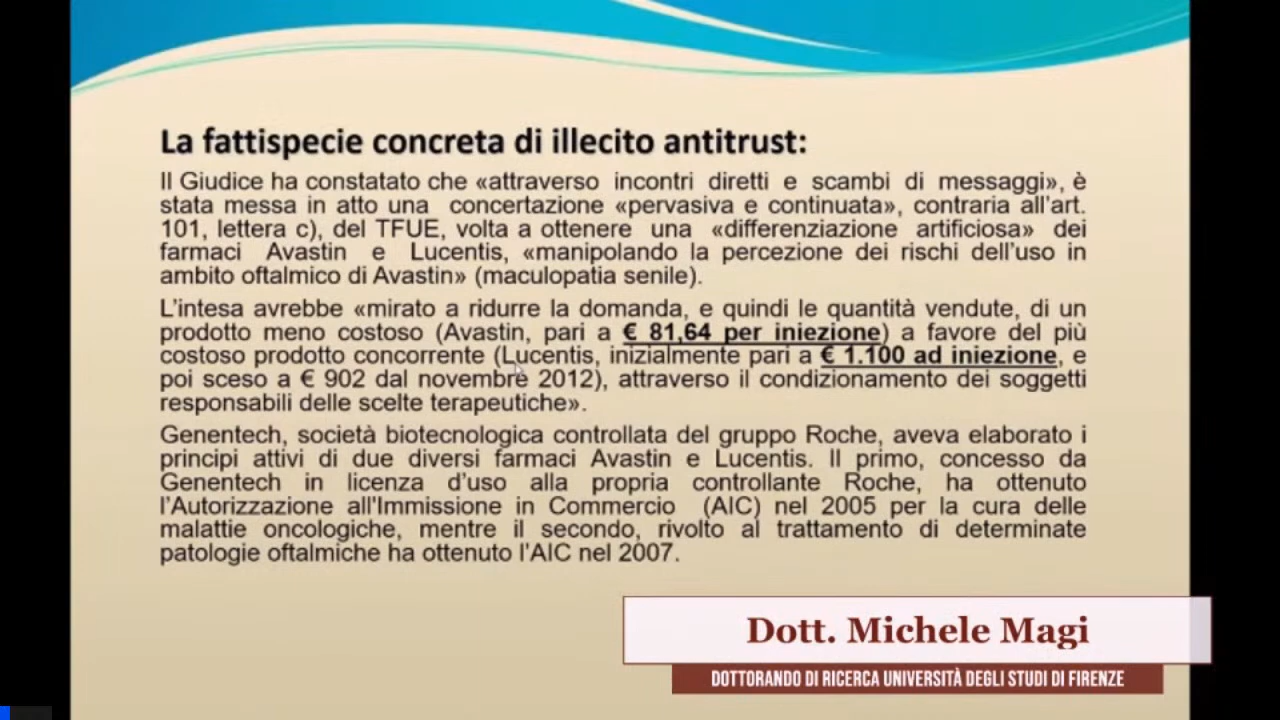 La fattispecie concreta di illecito antitrust:
Il Giudice ha constatato che «attraverso incontri diretti e scambi di messaggi», è
stata messa in atto una concertazione «pervasiva e continuata», contraria all'art.
101, lettera c), del TFUE, volta a ottenere una «differenziazione artificiosa» dei
farmaci Avastin e Lucentis, «manipolando la percezione dei rischi dell'uso in
ambito oftalmico di Avastin» (maculopatia senile).
L'intesa avrebbe «mirato a ridurre la domanda, e quindi le quantità vendute, di un
prodotto meno costoso (Avastin, pari a € 81,64 per iniezione) a favore del più
costoso prodotto concorrente (Lucentis, inizialmente pari a € 1.100 ad iniezione, e
poi sceso a € 902 dal novembre 2012), attraverso il condizionamento dei soggetti
responsabili delle scelte terapeutiche».
Genentech, società biotecnologica controllata del gruppo Roche, aveva elaborato i
principi attivi di due diversi farmaci Avastin e Lucentis. Il primo, concesso da
Genentech in licenza d'uso alla propria controllante Roche, ha ottenuto
l'Autorizzazione all'Immissione in Commercio (AIC) nel 2005 per la cura delle
malattie oncologiche, mentre il secondo, rivolto al trattamento di determinate
patologie oftalmiche ha ottenuto l'AIC nel 2007.
Dott. Michele Magi
DOTTORANDO DI RICERCA UNIVERSITÀ DEGLI STUDI DI FIRENZE